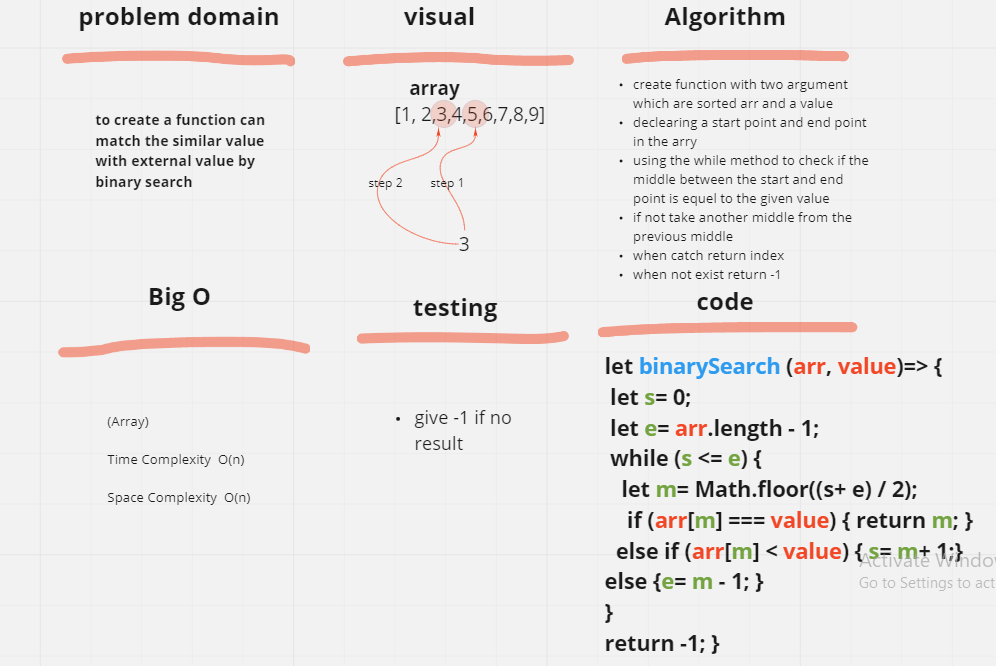 problem domain
to create a function can
match the similar value
with external value by
binary search
visual
array
[1, 2,3,4,5,6,7,8,9]
step 2
step 1
3
Algorithm
• create function with two argument
which are sorted arr and a value
• declearing a start point and end point
in the arry
• using the while method to check if the
middle between the start and end
point is equel to the given value
• if not take another middle from the
previous middle
• when catch return index
• when not exist return -1
Big O
(Array)
Time Complexity O(n)
Space Complexity O(n)
testing
• give -1 if no
result
code
let binarySearch (arr, value)=> {
let s= 0;
let e= arr.length - 1;
while (s <= e) {
let m= Math.floor((s+ e) / 2);
if (arr[m] === value) { return m; }
else if (arr[m] < value) { s= m+ 1;}
else {e= m - 1; }
}
return -1; }
Activate Windo
Go to Settings to act